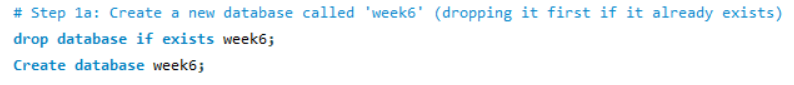 # Step 1a: Create a new database called 'week6' (dropping it first if it already exists)
drop database if exists week6;
Create database week6;